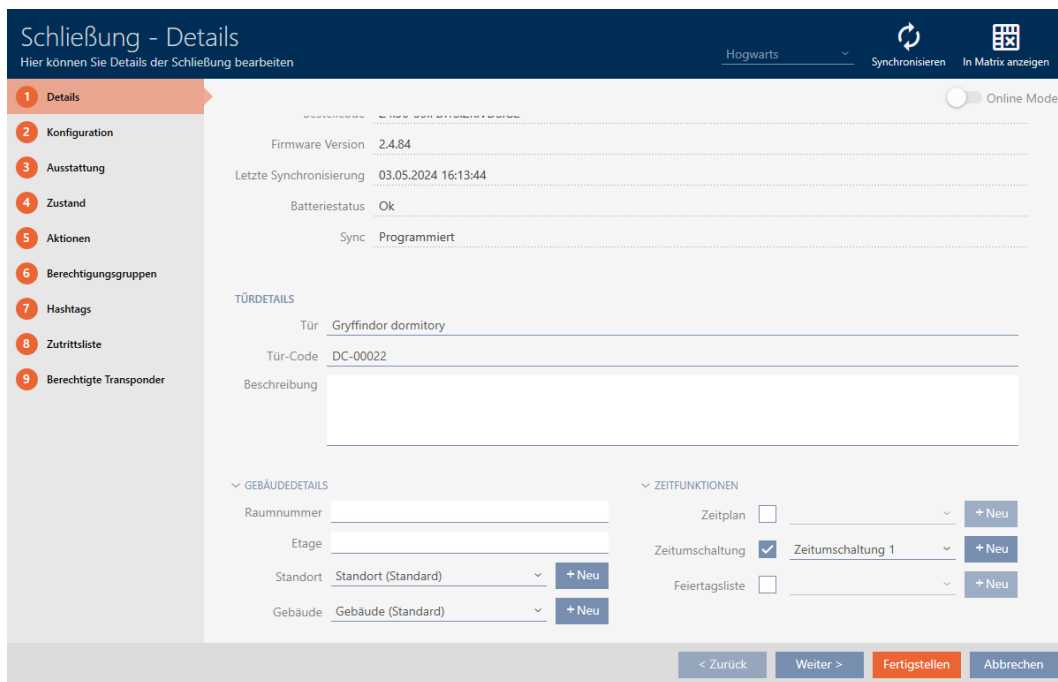 Schließung - Details
Hier können Sie Details der Schließung bearbeiten
Hogwarts
Synchronisieren
In Matrix anzeigen
Online Mode
1 Details
2 Konfiguration
3 Ausstattung
4 Zustand
5 Aktionen
6 Berechtigungsgruppen
7 Hashtags
8 Zutrittsliste
9 Berechtigte Transponder
Firmware Version 2.4.84
Letzte Synchronisierung 03.05.2024 16:13:44
Batteriestatus Ok
Sync Programmiert
TÜRDETAILS
Tür Gryffindor dormitory
Tür-Code DC-00022
Beschreibung
GEBÄUDEDETAILS
Raumnummer
Etage
Standort Standort (Standard) + Neu
Gebäude Gebäude (Standard) + Neu
ZEITFUNKTIONEN
Zeitplan + Neu
Zeitumschaltung Zeitumschaltung 1 + Neu
Feiertagsliste + Neu
< Zurück Weiter > Fertigstellen Abbrechen